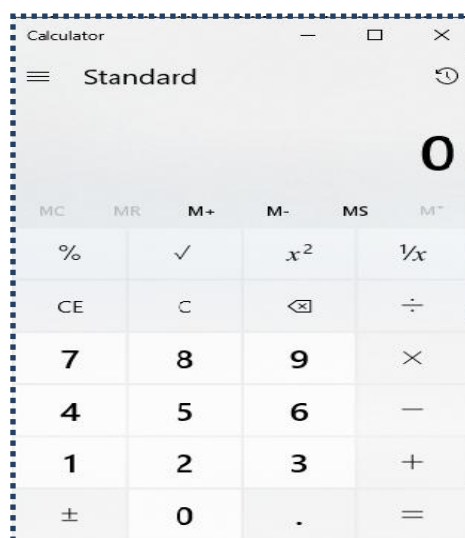 Calculator
Standard
0
MC MR M+ M- MS M˅
% √ x² ¹/x
CE C ⌫ ÷
7 8 9 ×
4 5 6 −
1 2 3 +
± 0 . =